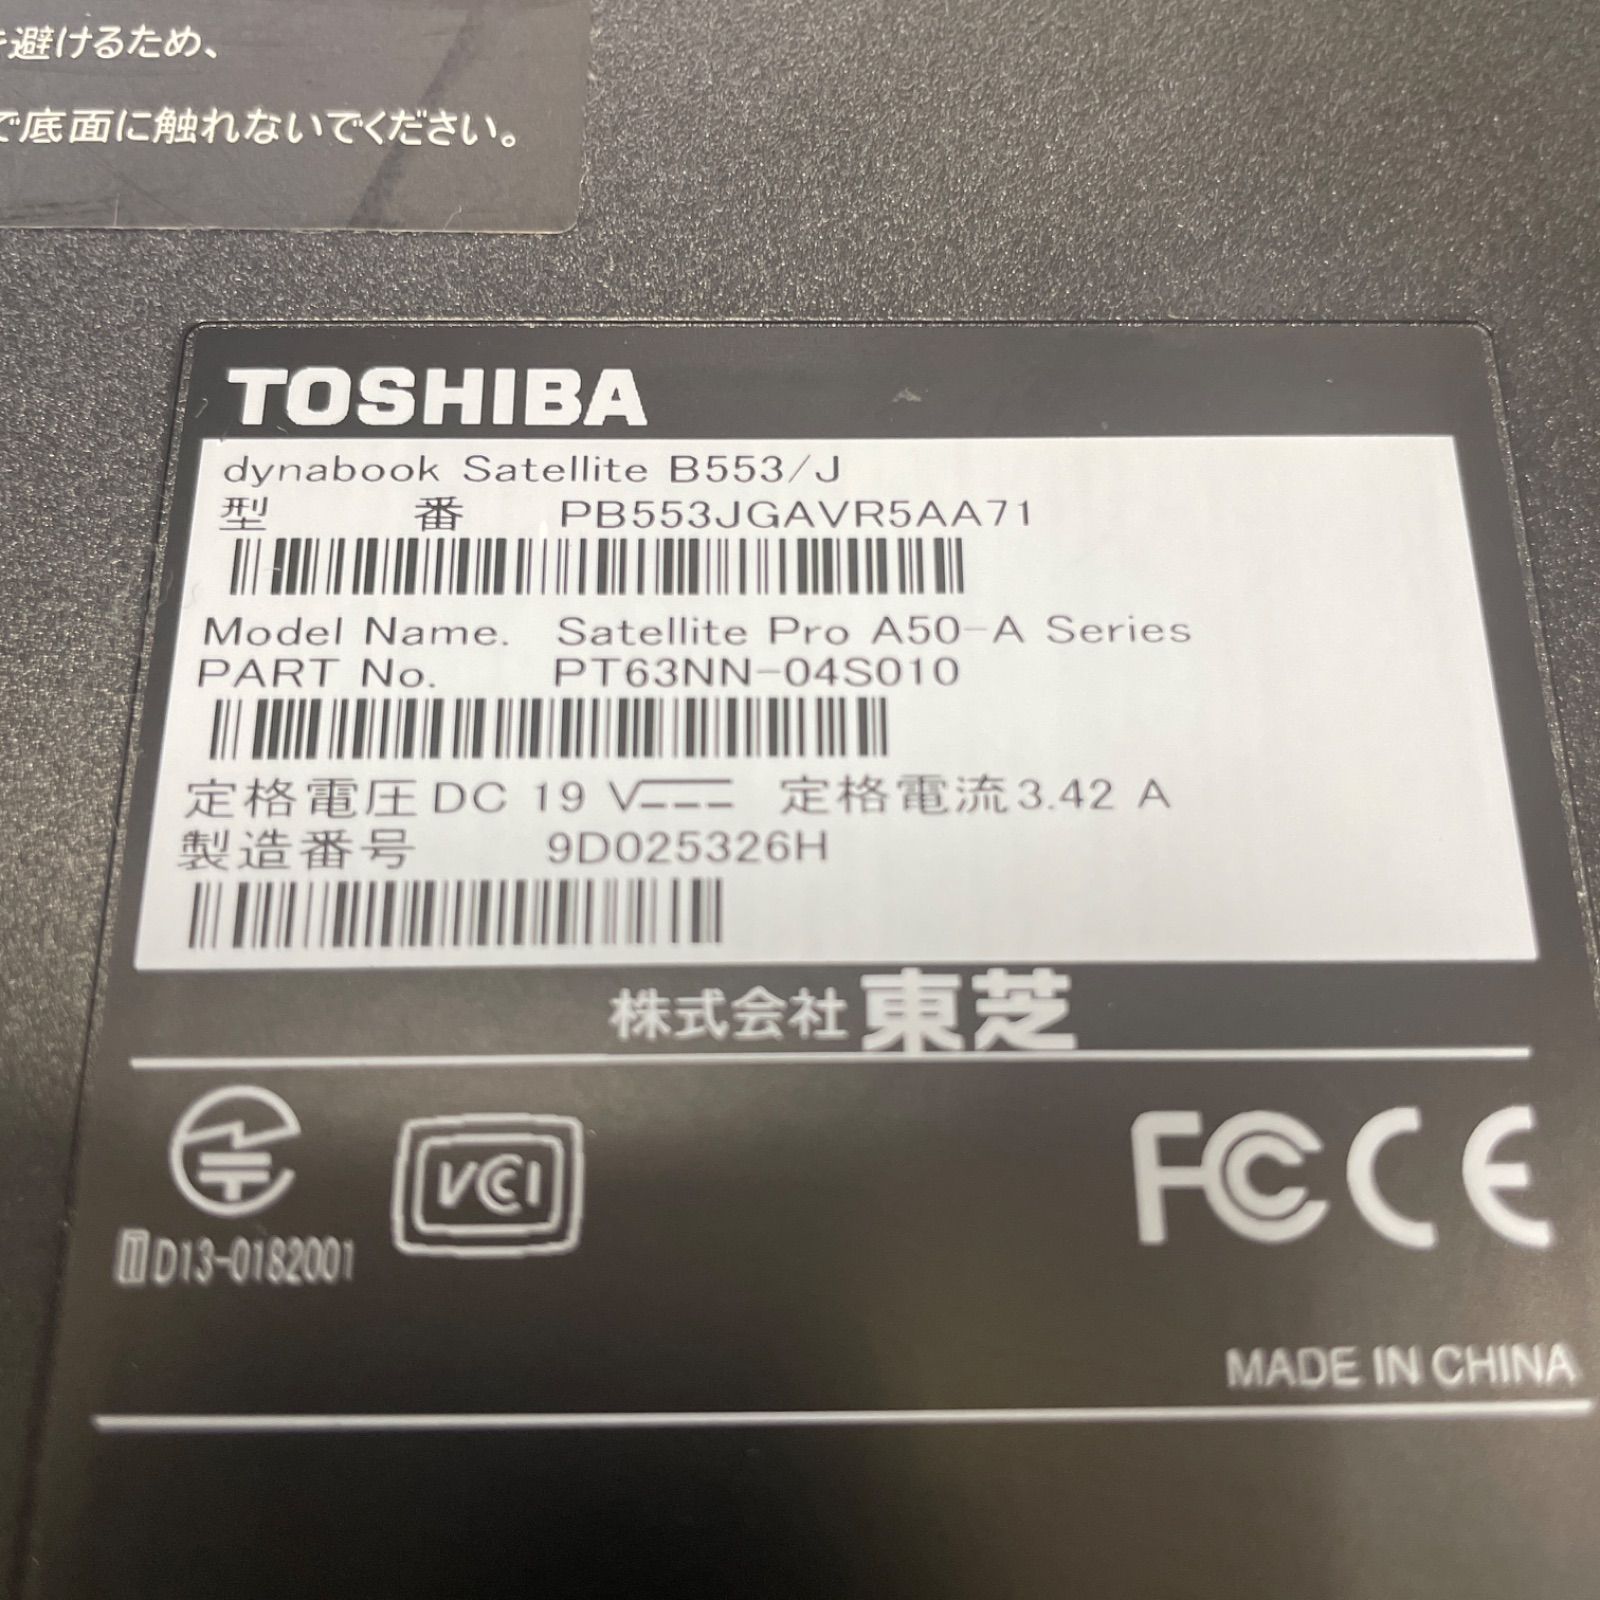 を避けるため、
で底面に触れないでください。
TOSHIBA
dynabook Satellite B553/J
型 番 PB553JGAVR5AA71
Model Name. Satellite Pro A50-A Series
PART No. PT63NN-04S010
定格電圧DC 19 V 定格電流3.42 A
製造番号 9D025326H
株式会社 東芝
T D13-0182001
VCI
FC CE
MADE IN CHINA